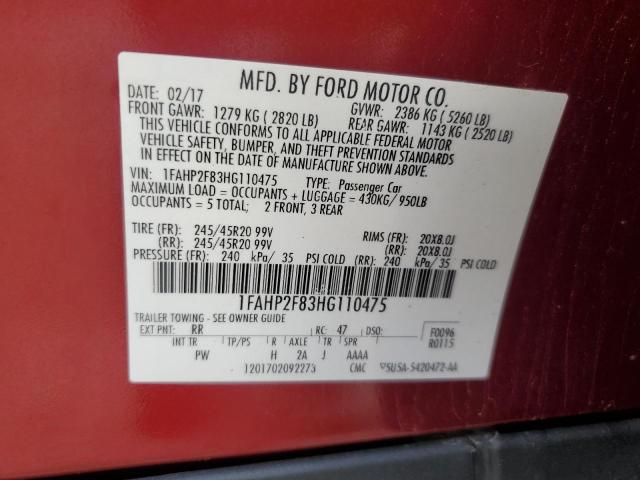 MFD. BY FORD MOTOR CO.
DATE: 02/17 GVWR: 2386 KG ( 5260 LB)
FRONT GAWR: 1279 KG ( 2820 LB) REAR GAWR: 1143 KG ( 2520 LB)
THIS VEHICLE CONFORMS TO ALL APPLICABLE FEDERAL MOTOR
VEHICLE SAFETY, BUMPER, AND THEFT PREVENTION STANDARDS
IN EFFECT ON THE DATE OF MANUFACTURE SHOWN ABOVE.
VIN: 1FAHP2F83HG110475 TYPE: Passenger Car
MAXIMUM LOAD = OCCUPANTS + LUGGAGE = 430KG/ 950LB
OCCUPANTS = 5 TOTAL; 2 FRONT, 3 REAR
TIRE (FR): 245/45R20 99V RIMS (FR): 20X8.0J
(RR): 245/45R20 99V (RR): 20X8.0J
PRESSURE (FR): 240 kPa/ 35 PSI COLD (RR): 240 kPa/ 35 PSI COLD
1FAHP2F83HG110475
TRAILER TOWING - SEE OWNER GUIDE
EXT PNT: RR RC: 47 DSO: F0096
R0115
INT TR TP/PS R AXLE TR SPR
PW H 2A J AAAA
1201702092273 CMC 5USA-5420472-AA